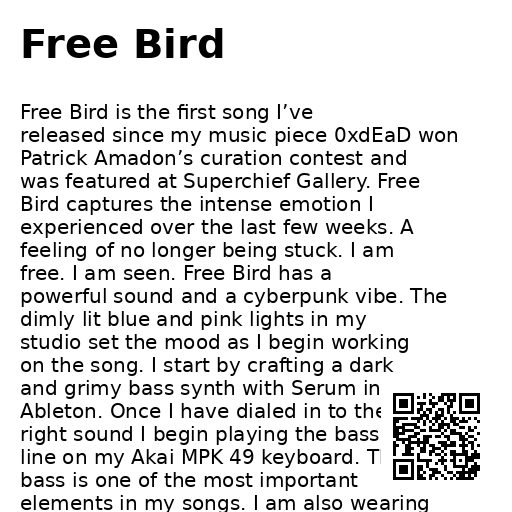 Free Bird
Free Bird is the first song I’ve
released since my music piece 0xdEaD won
Patrick Amadon’s curation contest and
was featured at Superchief Gallery. Free
Bird captures the intense emotion I
experienced over the last few weeks. A
feeling of no longer being stuck. I am
free. I am seen. Free Bird has a
powerful sound and a cyberpunk vibe. The
dimly lit blue and pink lights in my
studio set the mood as I begin working
on the song. I start by crafting a dark
and grimy bass synth with Serum in
Ableton. Once I have dialed in to the
right sound I begin playing the bass
line on my Akai MPK 49 keyboard.
bass is one of the most important
elements in my songs. I am also wearing